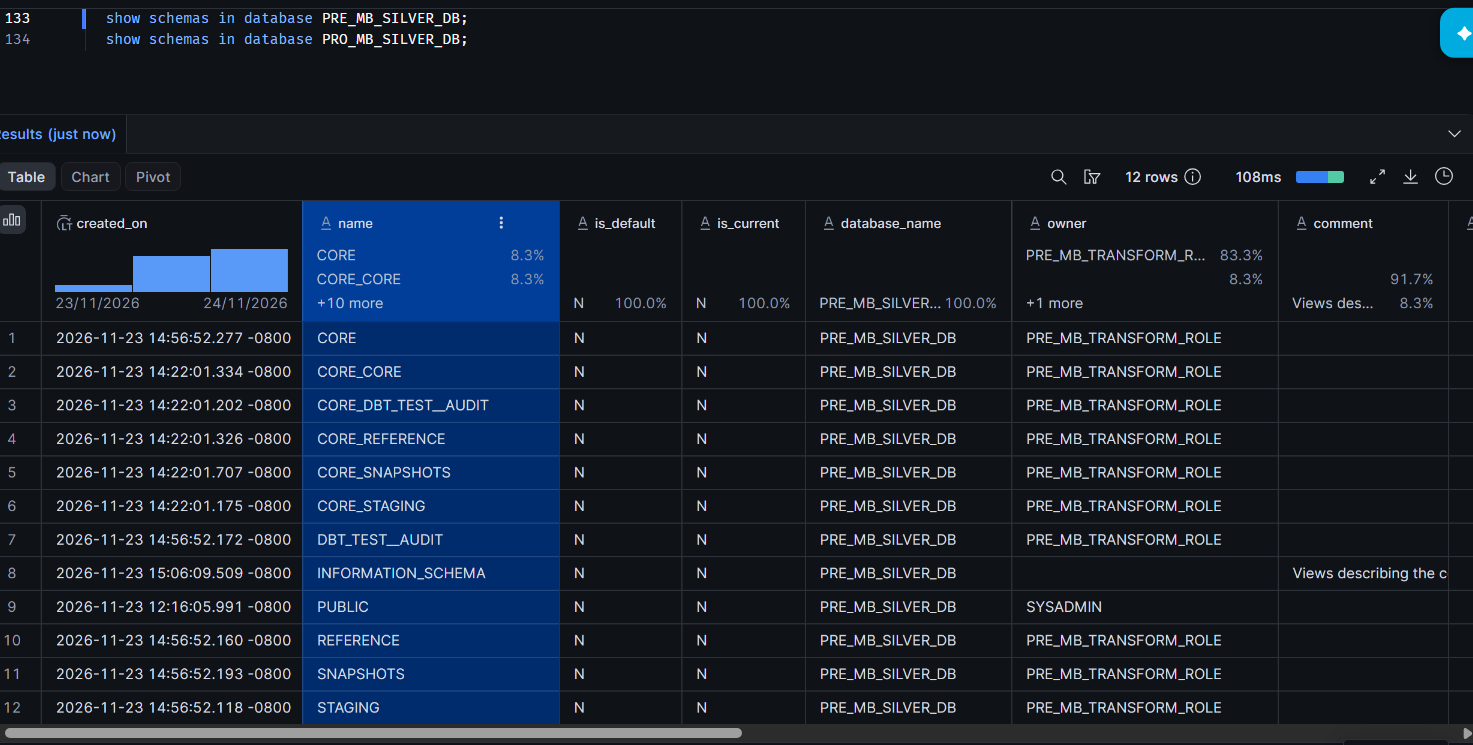 133 show schemas in database PRE_MB_SILVER_DB;
134 show schemas in database PRO_MB_SILVER_DB;
esults (just now)
Table Chart Pivot 12 rows 108ms
created_on name is_default is_current database_name owner comment
CORE 8.3% PRE_MB_TRANSFORM_R... 83.3%
CORE_CORE 8.3% 8.3% 91.7%
23/11/2026 24/11/2026 +10 more N 100.0% N 100.0% PRE_MB_SILVER... 100.0% +1 more Views des... 8.3%
1 2026-11-23 14:56:52.277 -0800 CORE N N PRE_MB_SILVER_DB PRE_MB_TRANSFORM_ROLE
2 2026-11-23 14:22:01.334 -0800 CORE_CORE N N PRE_MB_SILVER_DB PRE_MB_TRANSFORM_ROLE
3 2026-11-23 14:22:01.202 -0800 CORE_DBT_TEST__AUDIT N N PRE_MB_SILVER_DB PRE_MB_TRANSFORM_ROLE
4 2026-11-23 14:22:01.326 -0800 CORE_REFERENCE N N PRE_MB_SILVER_DB PRE_MB_TRANSFORM_ROLE
5 2026-11-23 14:22:01.707 -0800 CORE_SNAPSHOTS N N PRE_MB_SILVER_DB PRE_MB_TRANSFORM_ROLE
6 2026-11-23 14:22:01.175 -0800 CORE_STAGING N N PRE_MB_SILVER_DB PRE_MB_TRANSFORM_ROLE
7 2026-11-23 14:56:52.172 -0800 DBT_TEST__AUDIT N N PRE_MB_SILVER_DB PRE_MB_TRANSFORM_ROLE
8 2026-11-23 15:06:09.509 -0800 INFORMATION_SCHEMA N N PRE_MB_SILVER_DB Views describing the c
9 2026-11-23 12:16:05.991 -0800 PUBLIC N N PRE_MB_SILVER_DB SYSADMIN
10 2026-11-23 14:56:52.160 -0800 REFERENCE N N PRE_MB_SILVER_DB PRE_MB_TRANSFORM_ROLE
11 2026-11-23 14:56:52.193 -0800 SNAPSHOTS N N PRE_MB_SILVER_DB PRE_MB_TRANSFORM_ROLE
12 2026-11-23 14:56:52.118 -0800 STAGING N N PRE_MB_SILVER_DB PRE_MB_TRANSFORM_ROLE